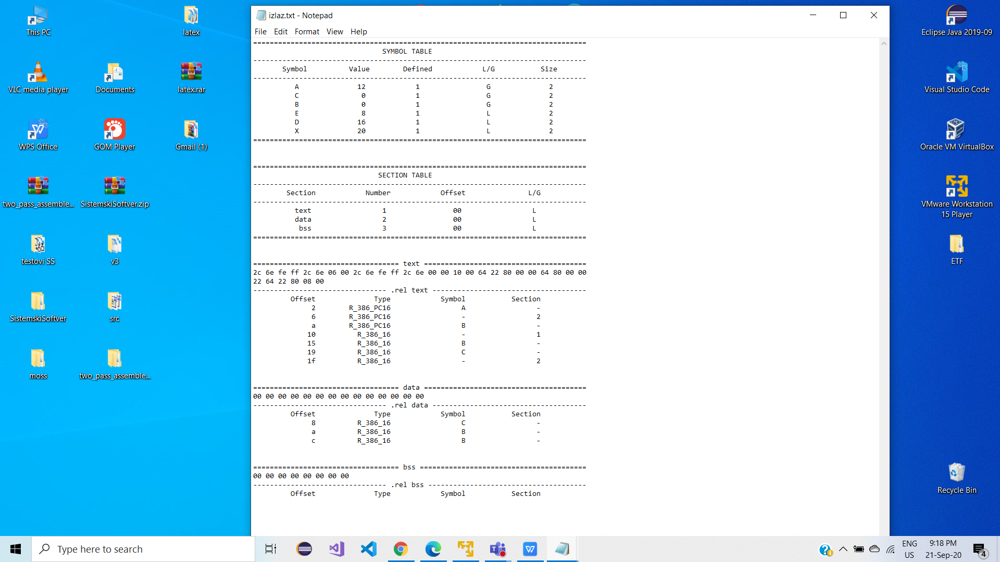 This PC
latex
VLC media player
Documents
latex.rar
WPS Office
GOM Player
Gmail (1)
two_pass_assemble...
SistemskiSoftver.zip
testovi SS
v3
SistemskiSoftver
src
moss
two_pass_assemble...
izlaz.txt - Notepad
File Edit Format View Help
================================================================================
SYMBOL TABLE
--------------------------------------------------------------------------------
Symbol Value Defined L/G Size
--------------------------------------------------------------------------------
A 12 1 G 2
C 0 1 G 2
B 0 1 G 2
E 8 1 L 2
D 16 1 L 2
X 20 1 L 2
================================================================================
================================================================================
SECTION TABLE
--------------------------------------------------------------------------------
Section Number Offset L/G
--------------------------------------------------------------------------------
text 1 00 L
data 2 00 L
bss 3 00 L
================================================================================
=================================== text =======================================
2c 6e fe ff 2c 6e 06 00 2c 6e fe ff 2c 6e 00 00 10 00 64 22 80 00 00 64 80 00 00
22 64 22 80 08 00
-------------------------------- .rel text -------------------------------------
Offset Type Symbol Section
2 R_386_PC16 A -
6 R_386_PC16 - 2
a R_386_PC16 B -
10 R_386_16 - 1
15 R_386_16 B -
19 R_386_16 C -
1f R_386_16 - 2
=================================== data =======================================
00 00 00 00 00 00 00 00 00 00 00 00 00 00
-------------------------------- .rel data -------------------------------------
Offset Type Symbol Section
8 R_386_16 C -
a R_386_16 B -
c R_386_16 B -
=================================== bss ========================================
00 00 00 00 00 00 00 00
-------------------------------- .rel bss --------------------------------------
Offset Type Symbol Section
Eclipse Java 2019-09
Visual Studio Code
Oracle VM VirtualBox
VMware Workstation
15 Player
ETF
Recycle Bin
Type here to search
ENG
US
9:18 PM
21-Sep-20
4